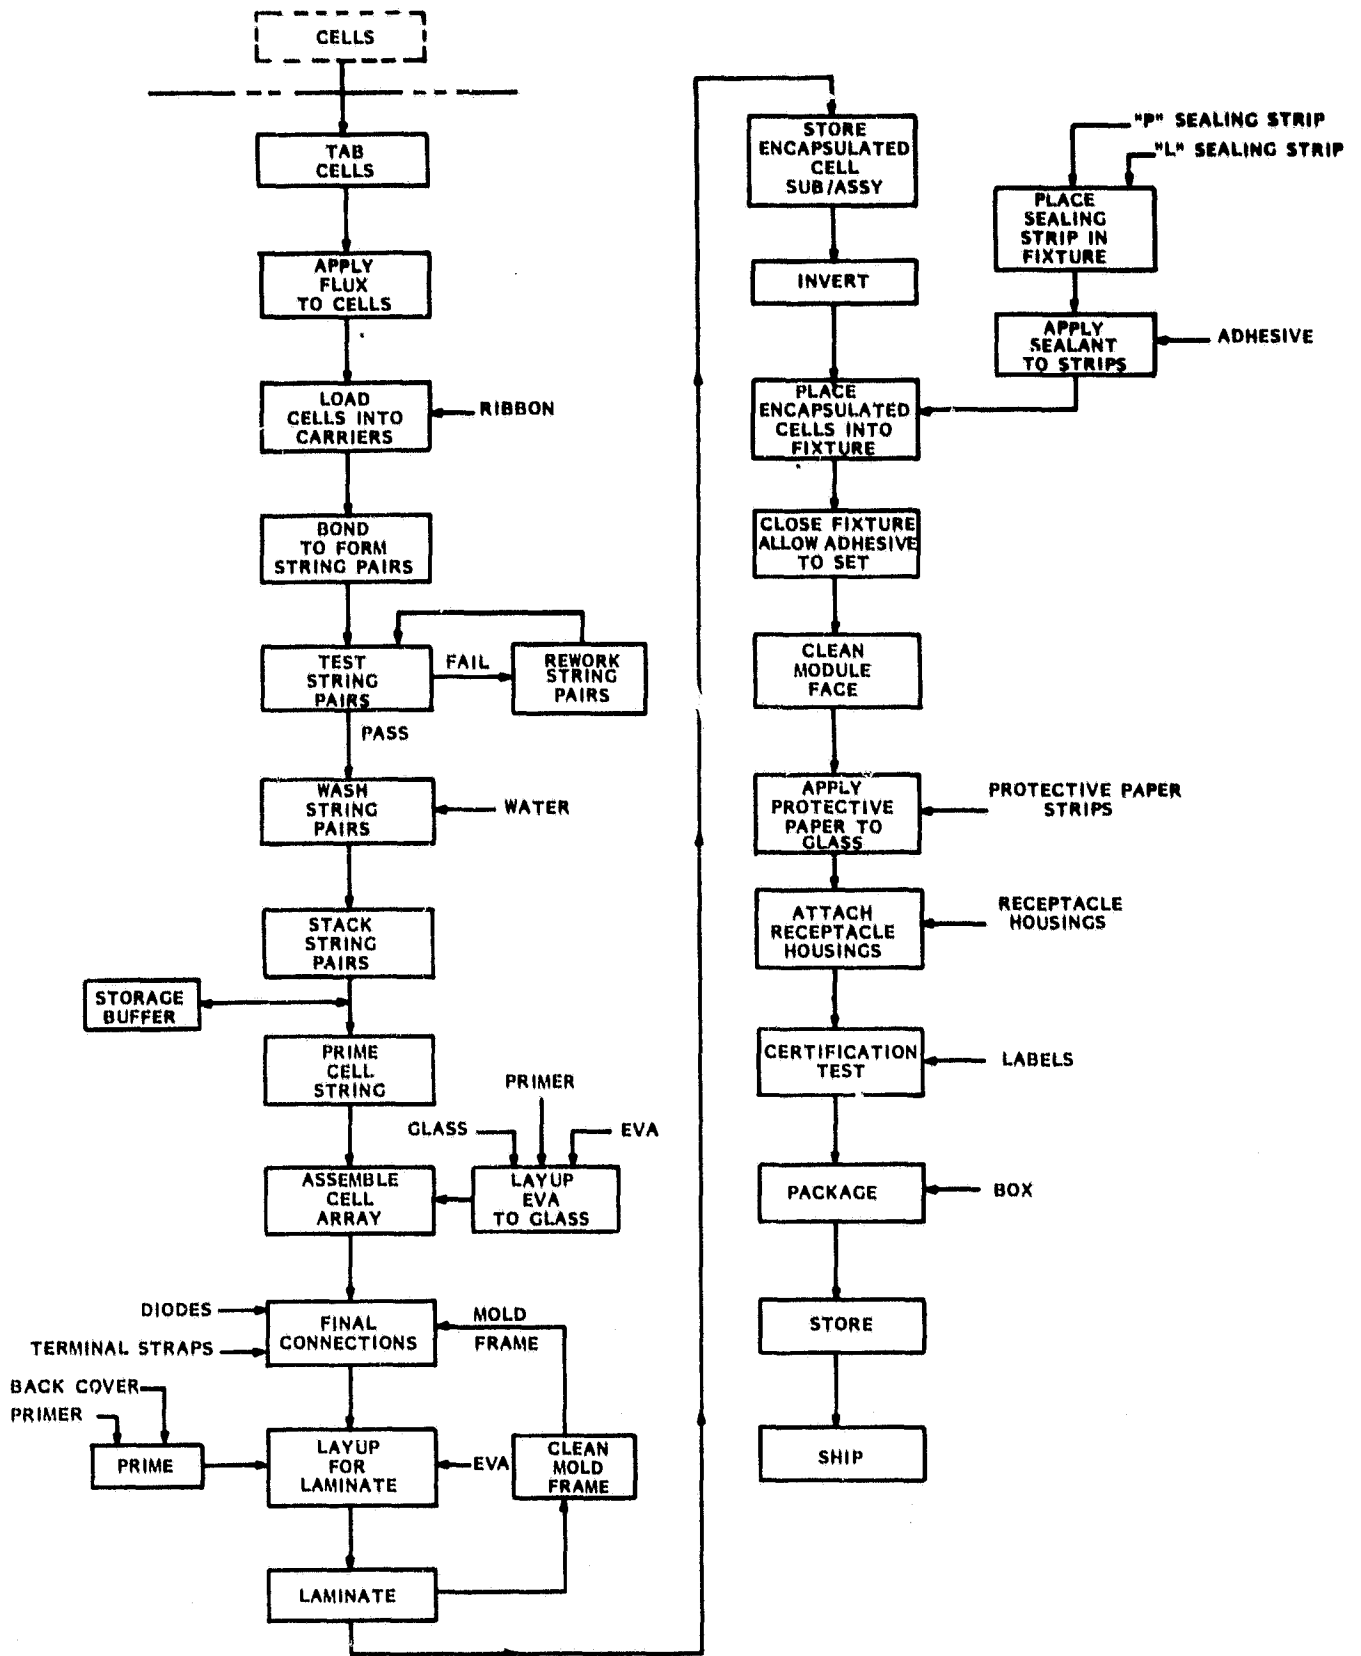 CELLS
TAB
CELLS
APPLY
FLUX
TO CELLS
LOAD
CELLS INTO
CARRIERS
RIBBON
BOND
TO FORM
STRING PAIRS
TEST
STRING
PAIRS
FAIL
REWORK
STRING
PAIRS
PASS
WASH
STRING
PAIRS
WATER
STACK
STRING
PAIRS
STORAGE
BUFFER
PRIME
CELL
STRING
PRIMER
GLASS
EVA
ASSEMBLE
CELL
ARRAY
LAYUP
EVA
TO GLASS
DIODES
TERMINAL STRAPS
FINAL
CONNECTIONS
MOLD
FRAME
BACK COVER
PRIMER
PRIME
LAYUP
FOR
LAMINATE
EVA
CLEAN
MOLD
FRAME
LAMINATE
STORE
ENCAPSULATED
CELL
SUB/ASSY
"P" SEALING STRIP
"L" SEALING STRIP
PLACE
SEALING
STRIP IN
FIXTURE
INVERT
APPLY
SEALANT
TO STRIPS
ADHESIVE
PLACE
ENCAPSULATED
CELLS INTO
FIXTURE
CLOSE FIXTURE
ALLOW ADHESIVE
TO SET
CLEAN
MODULE
FACE
APPLY
PROTECTIVE
PAPER TO
GLASS
PROTECTIVE PAPER
STRIPS
ATTACH
RECEPTACLE
HOUSINGS
RECEPTACLE
HOUSINGS
CERTIFICATION
TEST
LABELS
PACKAGE
BOX
STORE
SHIP